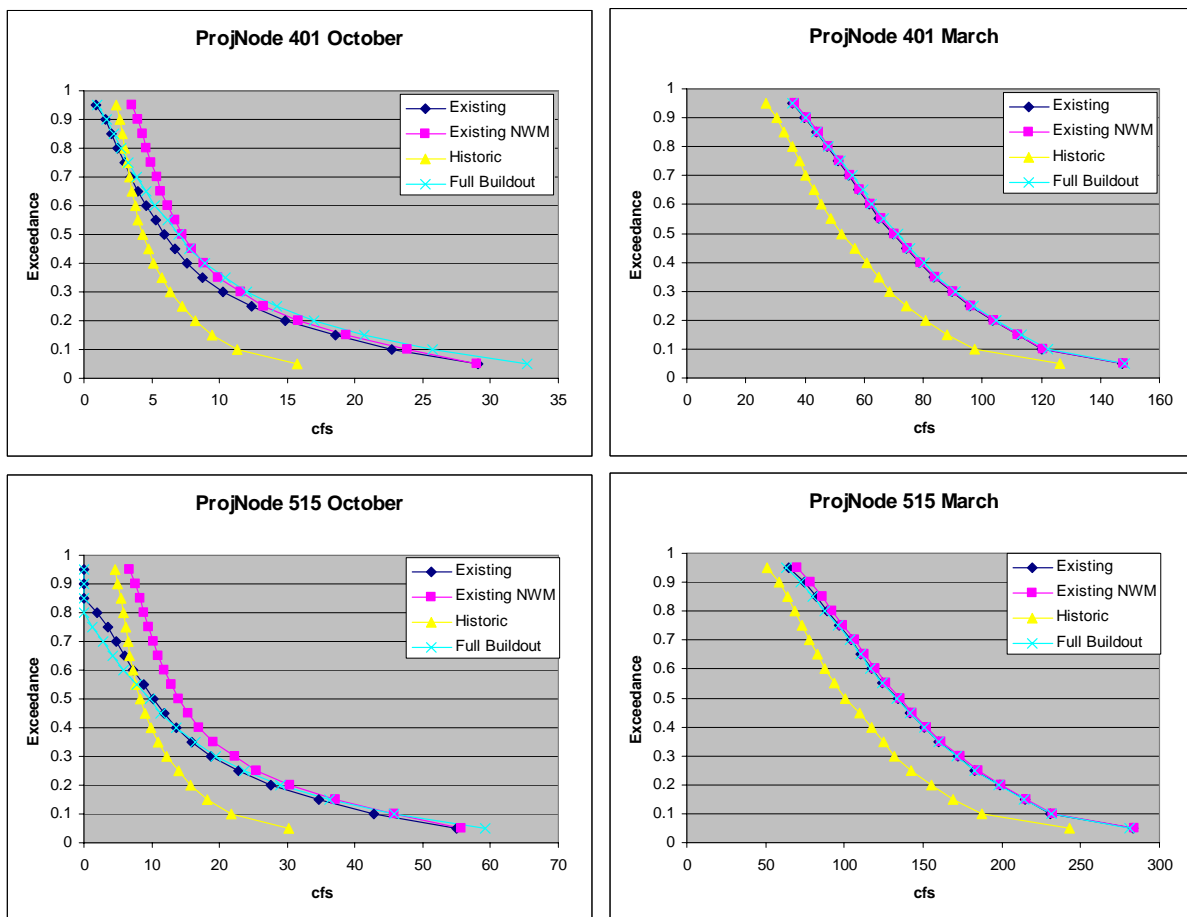 ProjNode 401 October
1
0.9
0.8
0.7
0.6
0.5
0.4
0.3
0.2
0.1
0
Exceedance
0 5 10 15 20 25 30 35
cfs
Existing
Existing NWM
Historic
Full Buildout
ProjNode 401 March
1
0.9
0.8
0.7
0.6
0.5
0.4
0.3
0.2
0.1
0
Exceedance
0 20 40 60 80 100 120 140 160
cfs
Existing
Existing NWM
Historic
Full Buildout
ProjNode 515 October
1
0.9
0.8
0.7
0.6
0.5
0.4
0.3
0.2
0.1
0
Exceedance
0 10 20 30 40 50 60 70
cfs
Existing
Existing NWM
Historic
Full Buildout
ProjNode 515 March
1
0.9
0.8
0.7
0.6
0.5
0.4
0.3
0.2
0.1
0
Exceedance
0 50 100 150 200 250 300
cfs
Existing
Existing NWM
Historic
Full Buildout